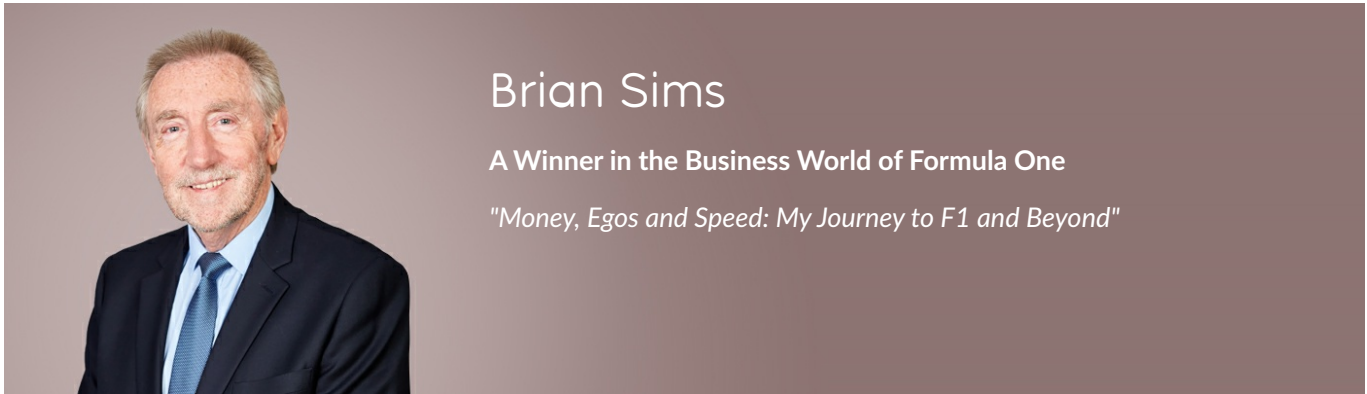 Brian Sims
A Winner in the Business World of Formula One
"Money, Egos and Speed: My Journey to F1 and Beyond"